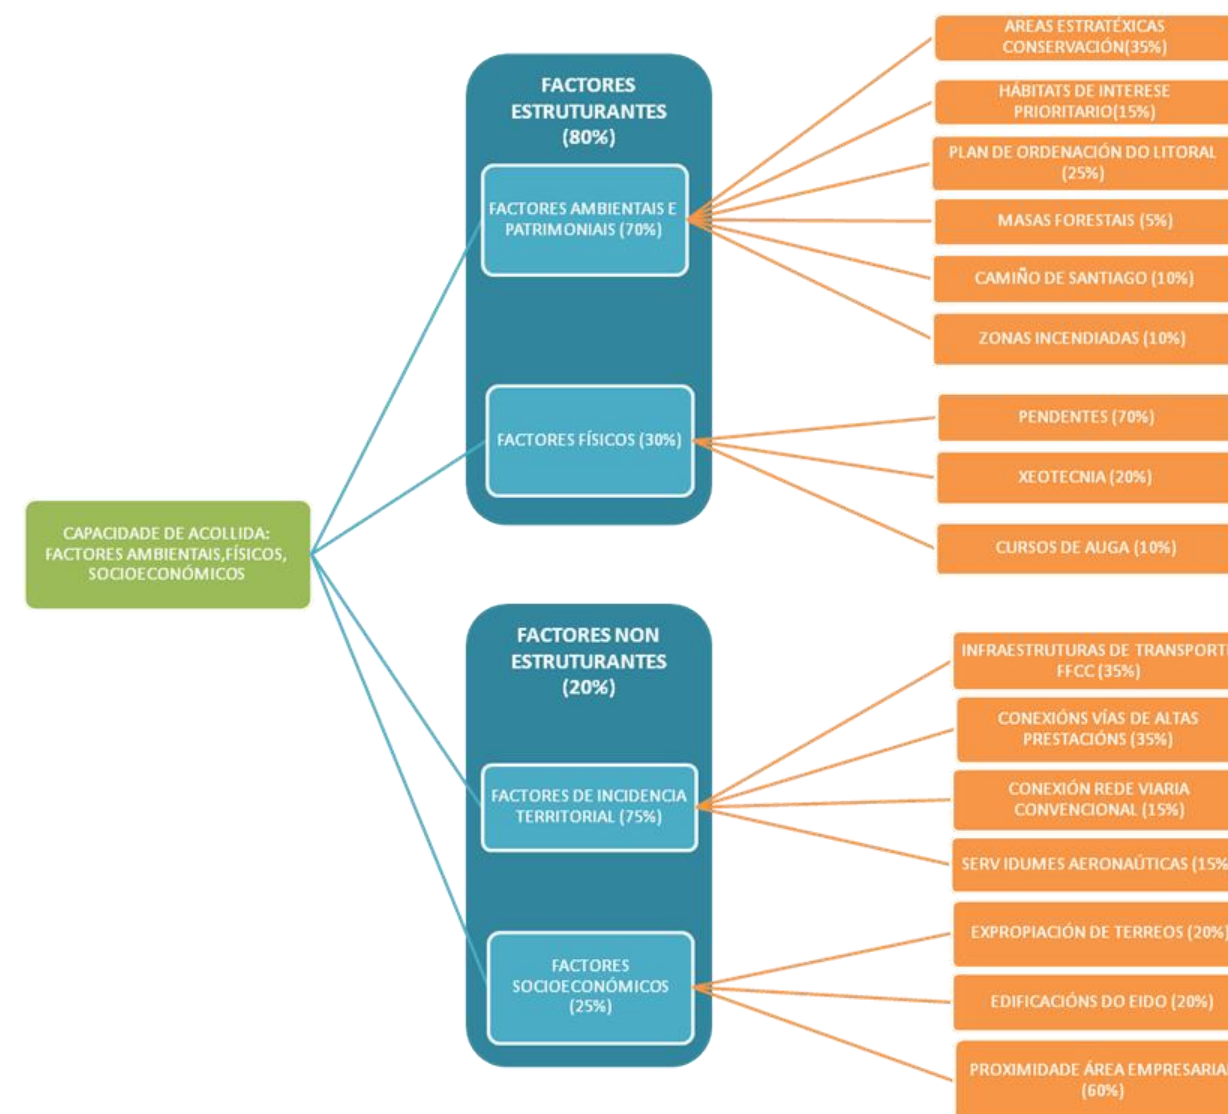 CAPACIDADE DE ACOLLIDA:
FACTORES AMBIENTAIS,FÍSICOS,
SOCIOECONÓMICOS
FACTORES
ESTRUTURANTES
(80%)
FACTORES AMBIENTAIS E
PATRIMONIAIS (70%)
FACTORES FÍSICOS (30%)
FACTORES NON
ESTRUTURANTES
(20%)
FACTORES DE INCIDENCIA
TERRITORIAL (75%)
FACTORES
SOCIOECONÓMICOS
(25%)
AREAS ESTRATÉXICAS
CONSERVACIÓN(35%)
HÁBITATS DE INTERESE
PRIORITARIO(15%)
PLAN DE ORDENACIÓN DO LITORAL
(25%)
MASAS FORESTAIS (5%)
CAMIÑO DE SANTIAGO (10%)
ZONAS INCENDIADAS (10%)
PENDENTES (70%)
XEOTECNIA (20%)
CURSOS DE AUGA (10%)
INFRAESTRUTURAS DE TRANSPORTE
FFCC (35%)
CONEXIÓNS VÍAS DE ALTAS
PRESTACIÓNS (35%)
CONEXIÓN REDE VIARIA
CONVENCIONAL (15%)
SERV IDUMES AERONAÚTICAS (15%
EXPROPIACIÓN DE TERREOS (20%)
EDIFICACIÓNS DO EIDO (20%)
PROXIMIDADE ÁREA EMPRESARIAL
(60%)